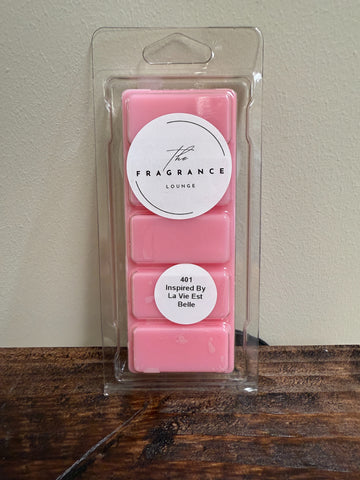 The
FRAGRANCE
LOUNGE
401
Inspired By
La Vie Est
Belle